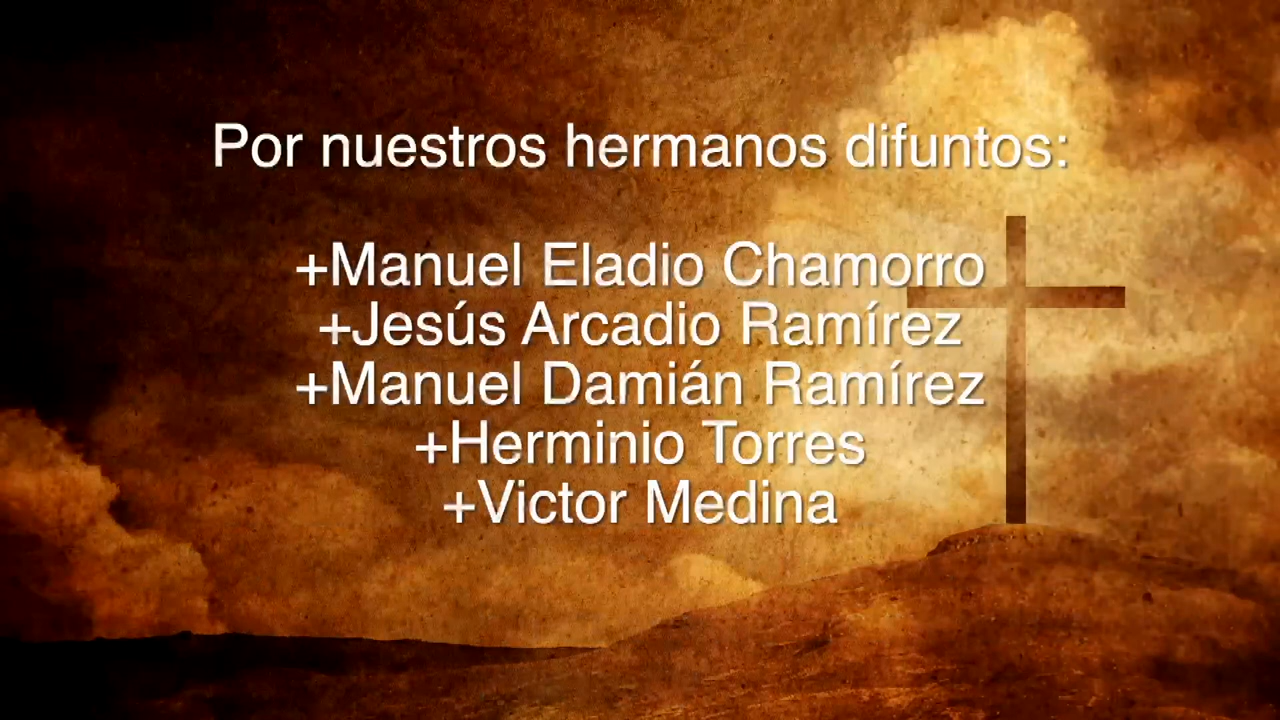 Por nuestros hermanos difuntos:
+Manuel Eladio Chamorro
+Jesús Arcadio Ramírez
+Manuel Damián Ramírez
+Herminio Torres
+Victor Medina